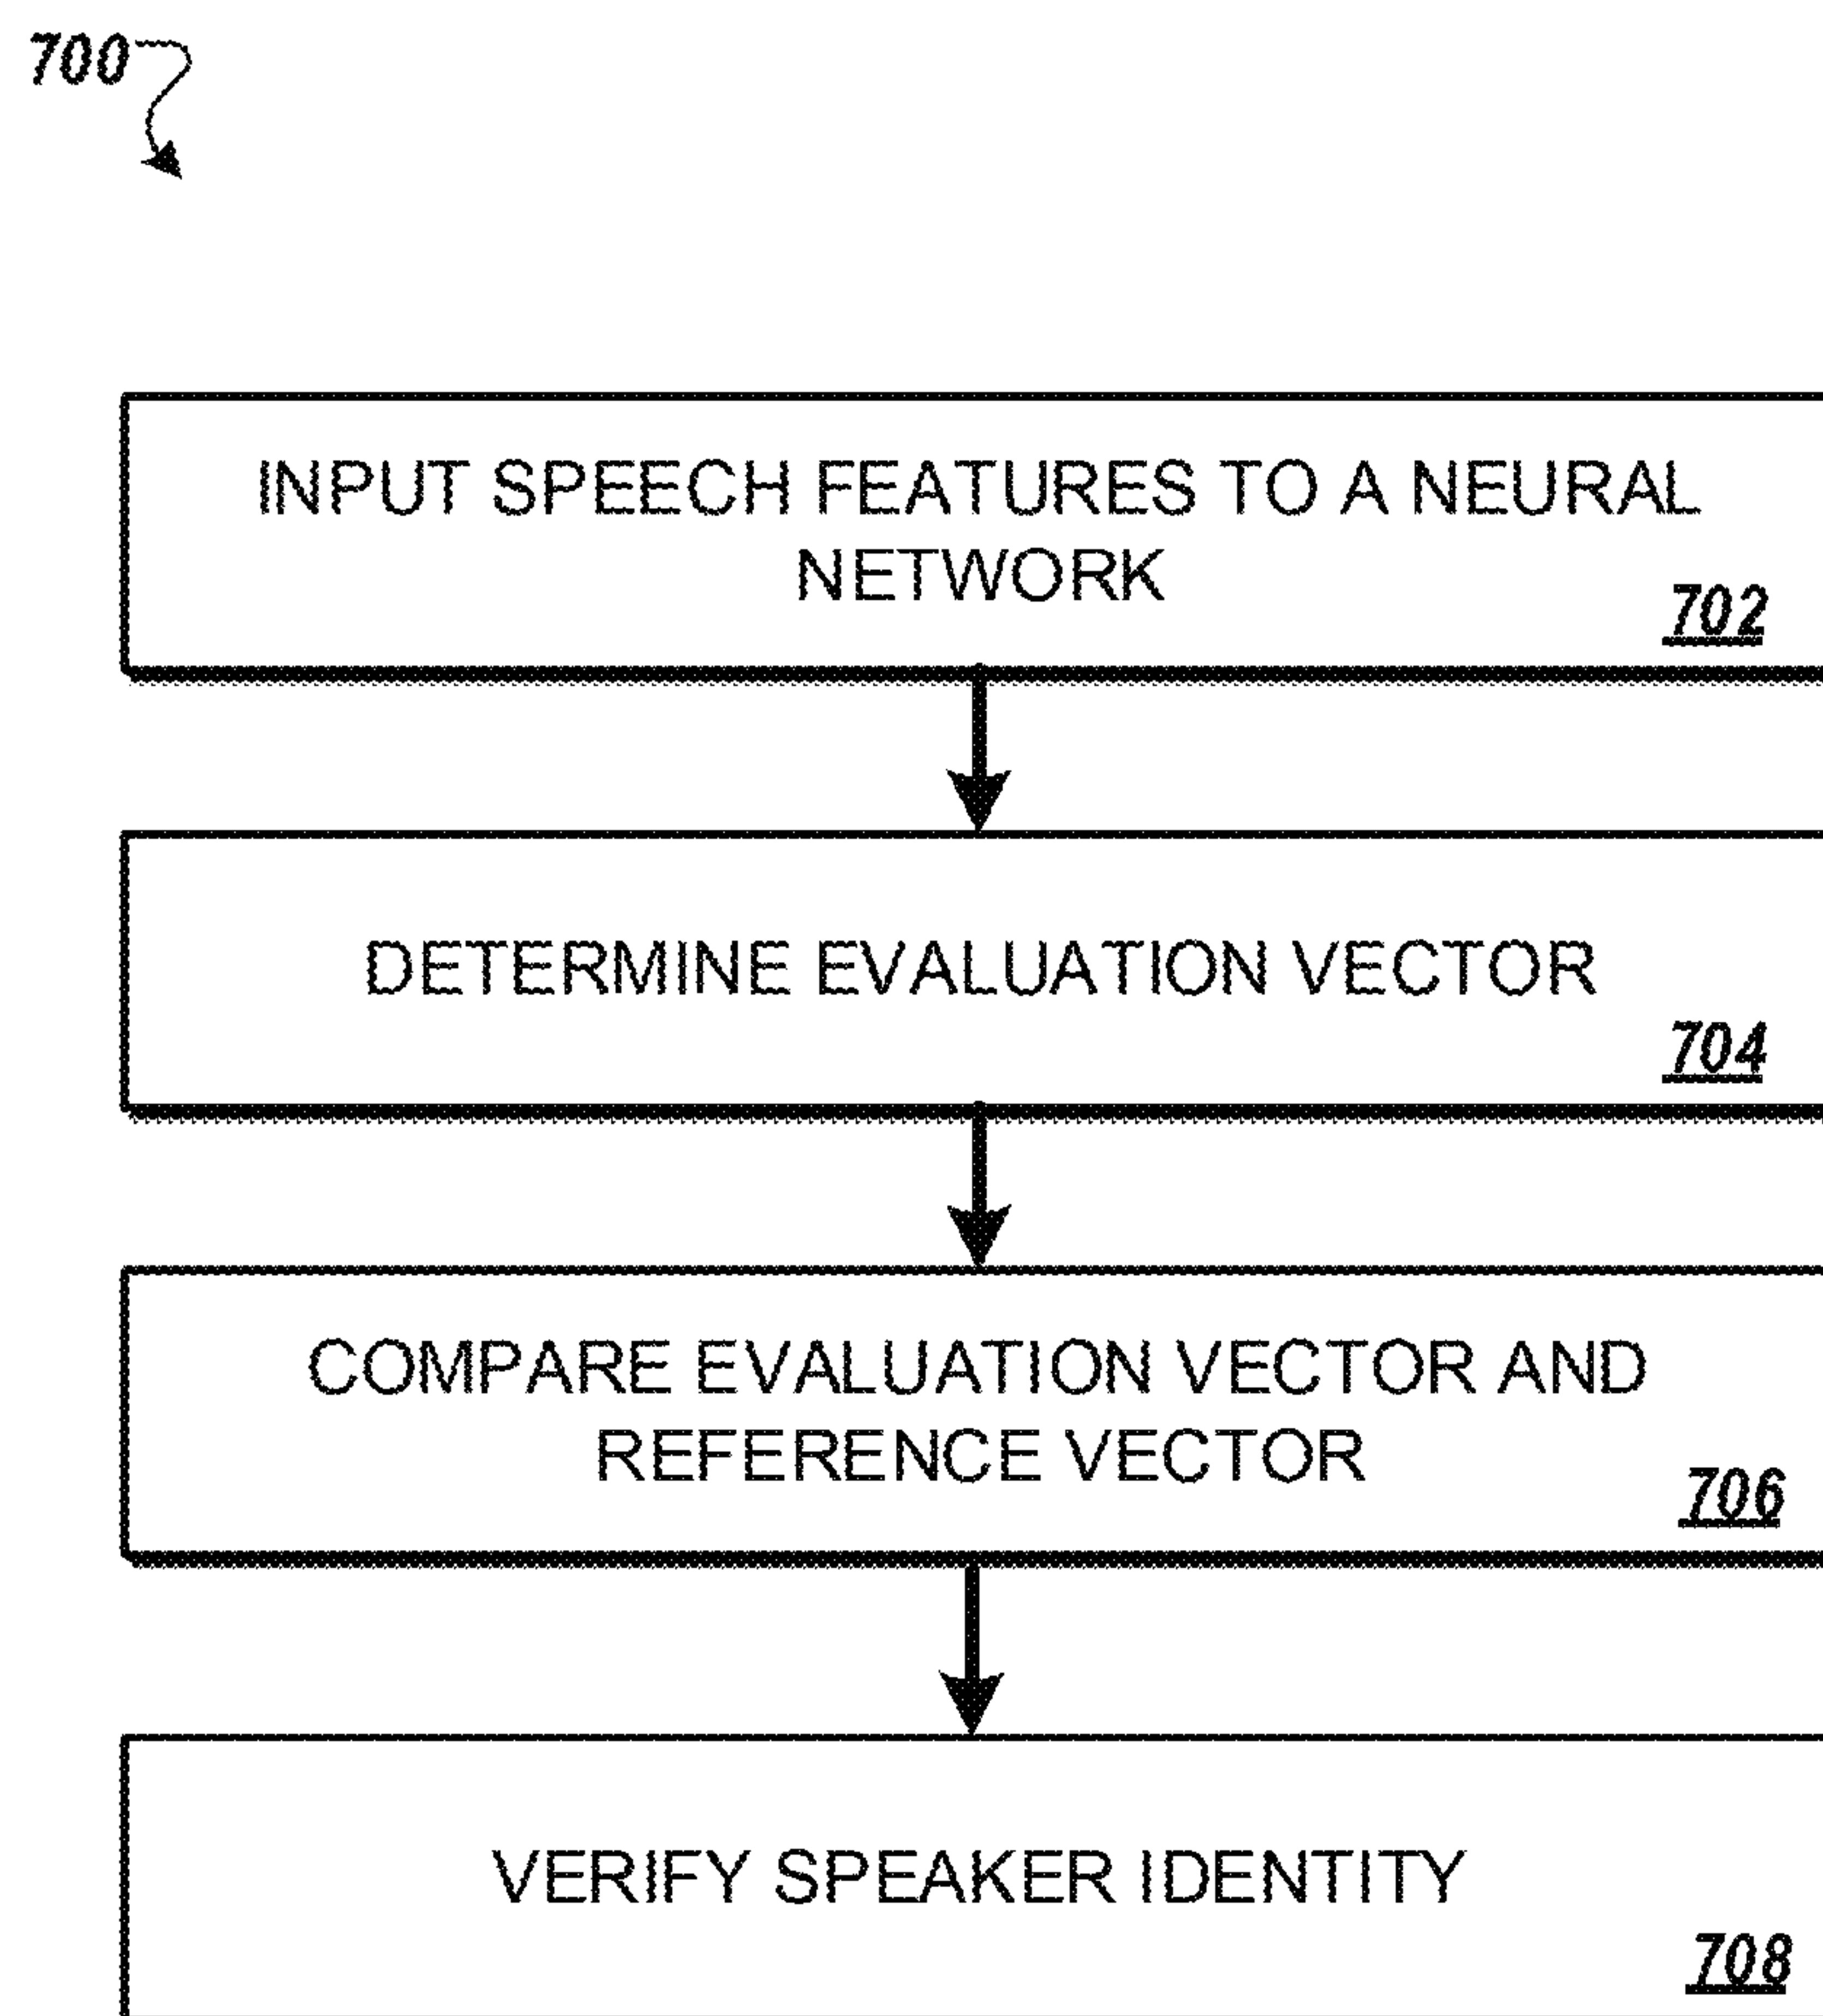 700
INPUT SPEECH FEATURES TO A NEURAL
NETWORK
702
DETERMINE EVALUATION VECTOR
704
COMPARE EVALUATION VECTOR AND
REFERENCE VECTOR
706
VERIFY SPEAKER IDENTITY
708